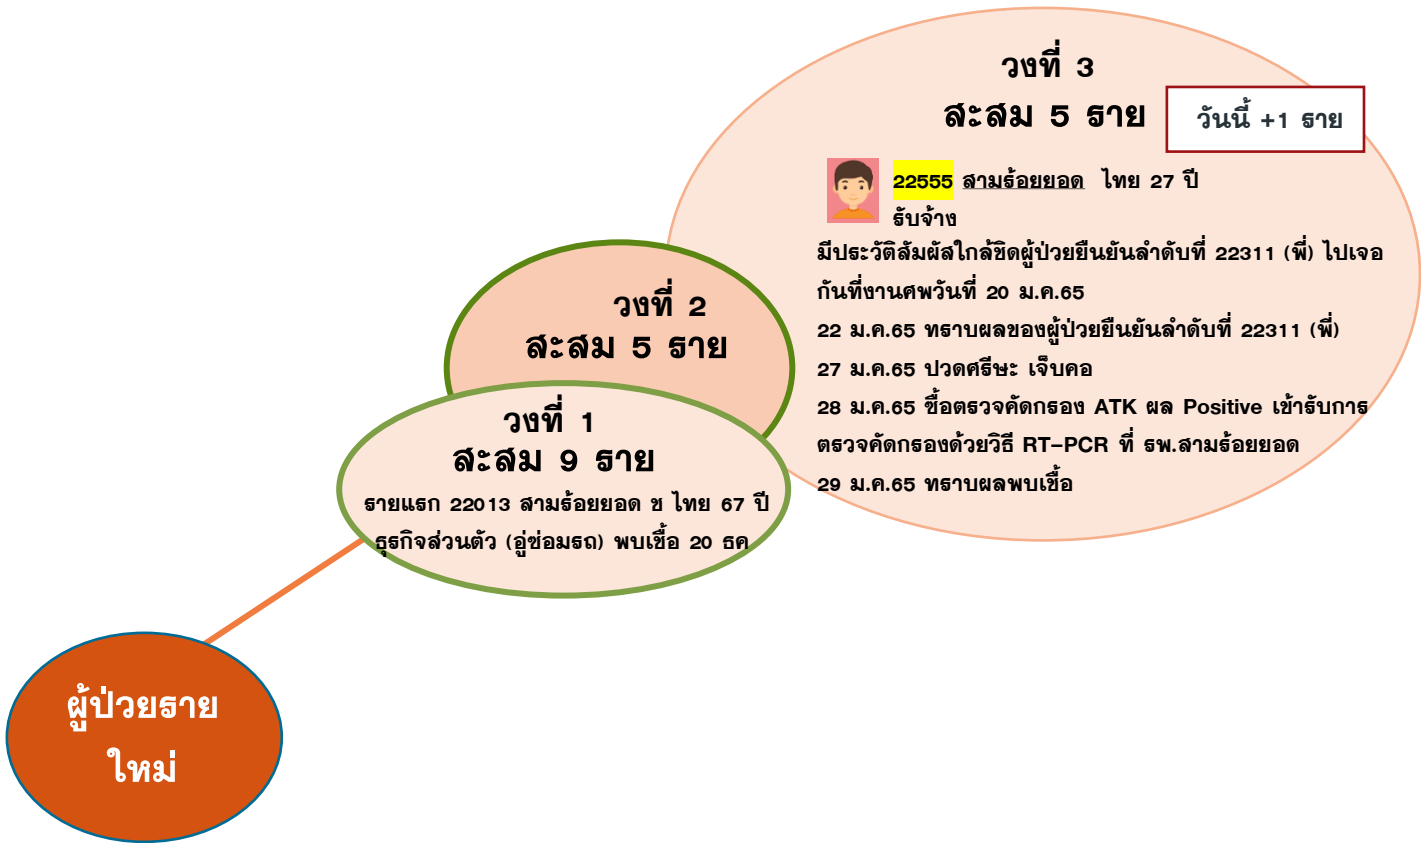 วงที่ 3
สะสม 5 ราย
วันนี้ +1 ราย
22555 สามร้อยยอด ไทย 27 ปี
รับจ้าง
มีประวัติสัมผัสใกล้ชิดผู้ป่วยยืนยันลำดับที่ 22311 (พี่) ไปเจอ
กันที่งานศพวันที่ 20 ม.ค.65
22 ม.ค.65 ทราบผลของผู้ป่วยยืนยันลำดับที่ 22311 (พี่)
27 ม.ค.65 ปวดศรีษะ เจ็บคอ
28 ม.ค.65 ซื้อตรวจคัดกรอง ATK ผล Positive เข้ารับการ
ตรวจคัดกรองด้วยวิธี RT-PCR ที่ รพ.สามร้อยยอด
29 ม.ค.65 ทราบผลพบเชื้อ
วงที่ 2
สะสม 5 ราย
วงที่ 1
สะสม 9 ราย
รายแรก 22013 สามร้อยยอด ช ไทย 67 ปี
ธุรกิจส่วนตัว (อู่ซ่อมรถ) พบเชื้อ 20 ธค
ผู้ป่วยราย
ใหม่